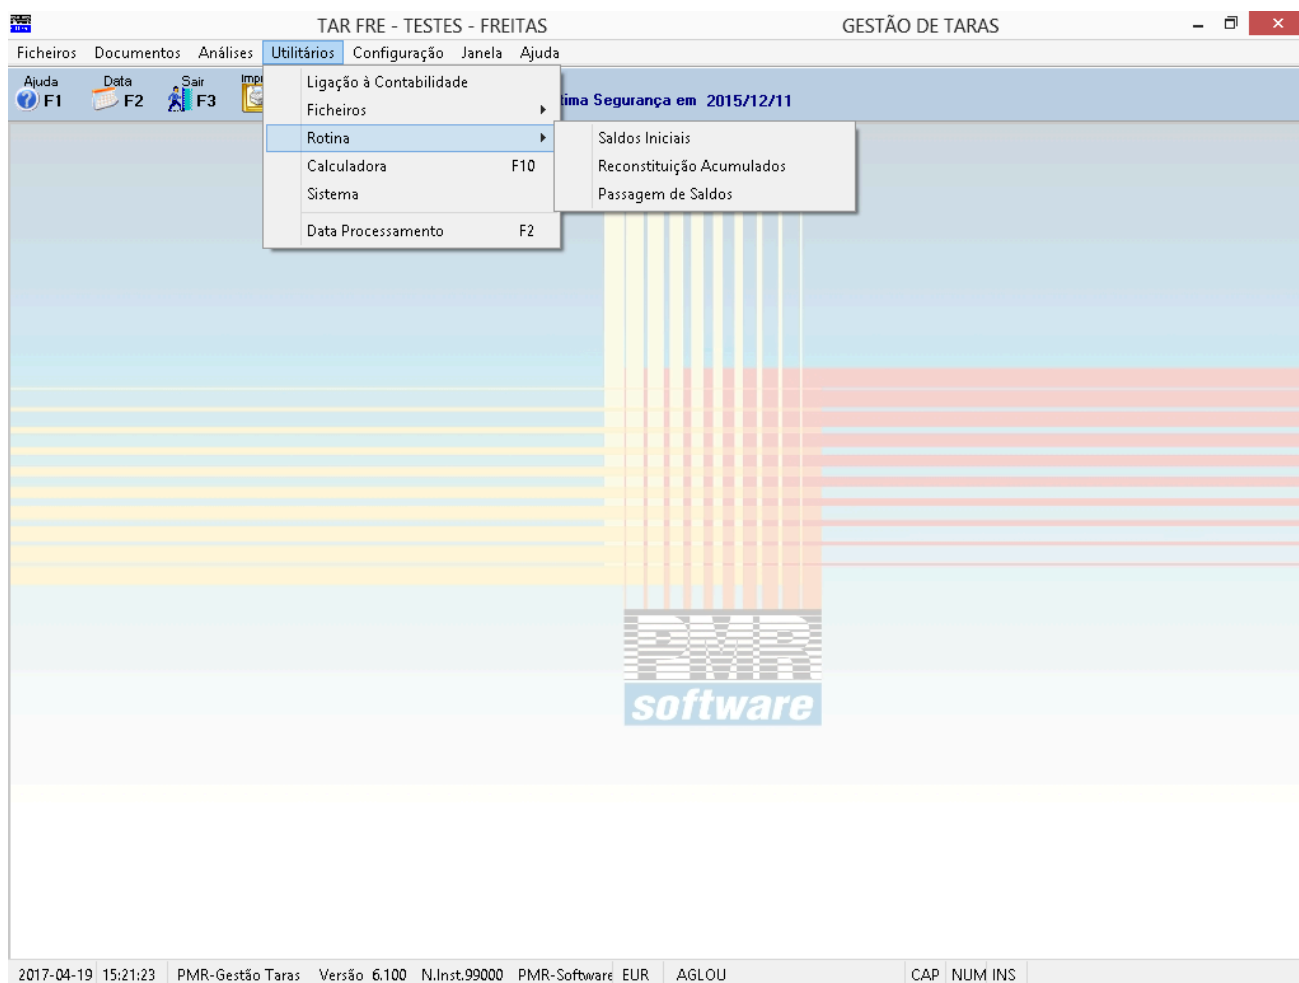 TAR FRE - TESTES - FREITAS GESTÃO DE TARAS
Ficheiros Documentos Análises Utilitários Configuração Janela Ajuda
Ajuda Data Sair
F1 F2 F3 Segurança em 2015/12/11
Ligação à Contabilidade
Ficheiros
Rotina
Calculadora F10
Sistema
Data Processamento F2
Saldos Iniciais
Reconstituição Acumulados
Passagem de Saldos
PMR
software
2017-04-19 15:21:23 PMR-Gestão Taras Versão 6.100 N.Inst.99000 PMR-Software EUR AGLOU CAP NUM INS